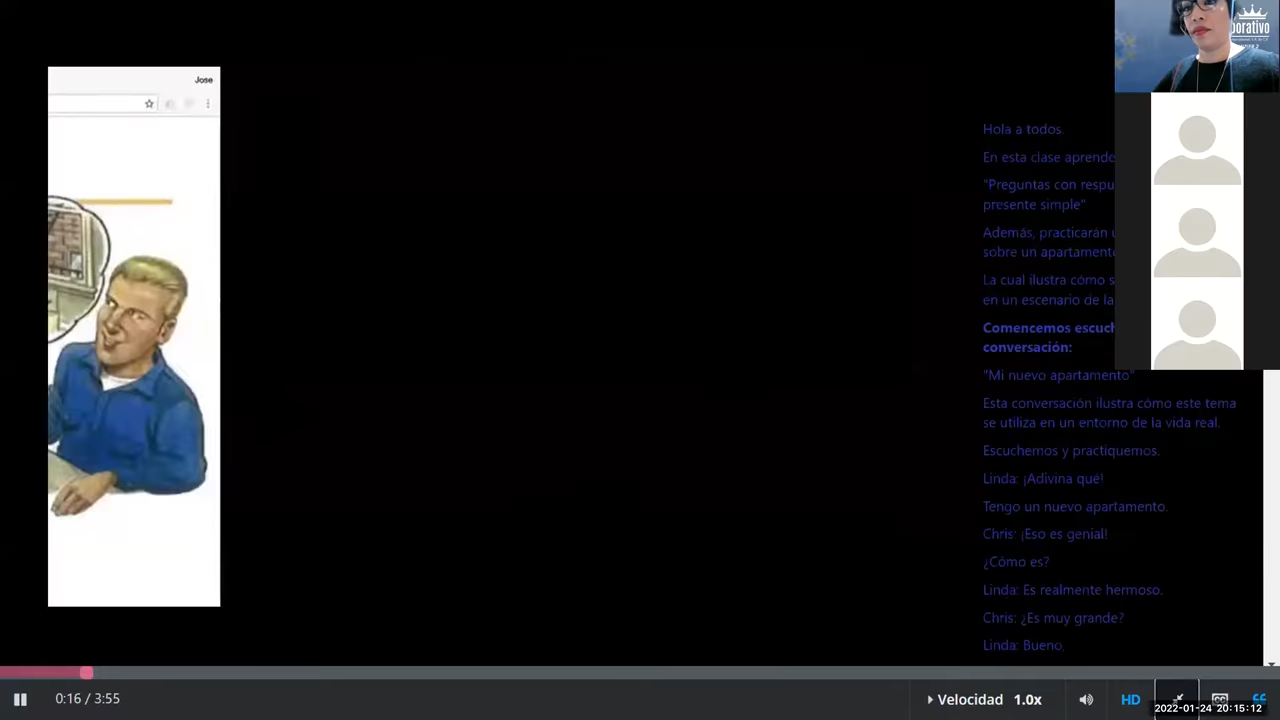 Jose
porativo
Hola a todos.
En esta clase aprende
"Preguntas con respu
presente simple"
Además, practicarán u
sobre un apartamento
La cual ilustra cómo s
en un escenario de la
Comencemos escuch
conversación:
"Mi nuevo apartamento"
Esta conversación ilustra cómo este tema
se utiliza en un entorno de la vida real.
Escuchemos y practiquemos.
Linda: ¡Adivina qué!
Tengo un nuevo apartamento.
Chris: ¡Eso es genial!
¿Cómo es?
Linda: Es realmente hermoso.
Chris: ¿Es muy grande?
Linda: Bueno,
0:16 / 3:55
Velocidad 1.0x
HD
2022-01-24 20:15:12